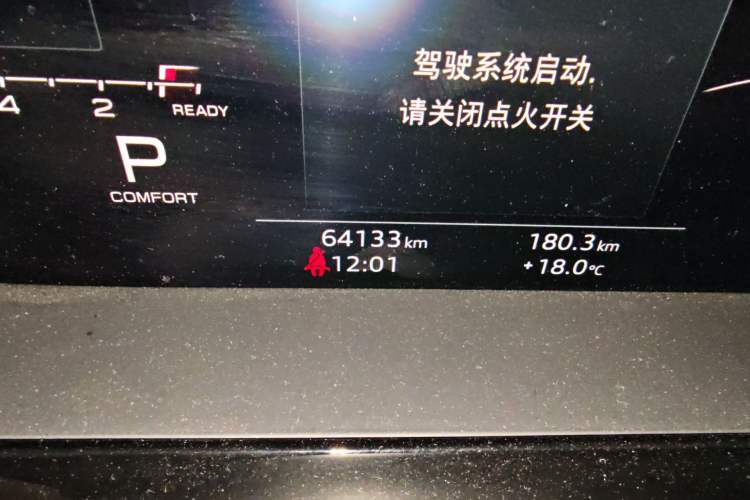 驾驶系统启动.
请关闭点火开关
4 2 READY
P
COMFORT
64133km 180.3km
12:01 +18.0°C